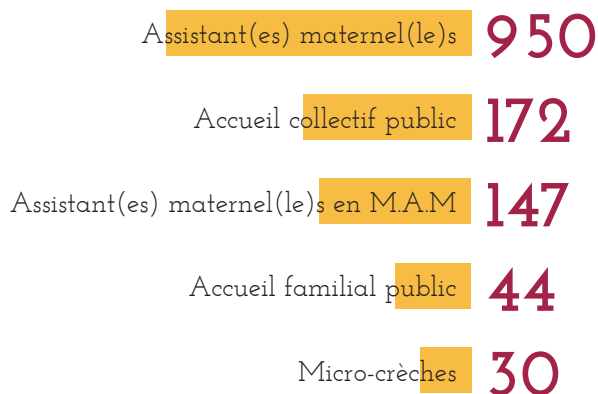 Assistant(es) maternel(le)s 950
Accueil collectif public 172
Assistant(es) maternel(le)s en M.A.M 147
Accueil familial public 44
Micro-crèches 30